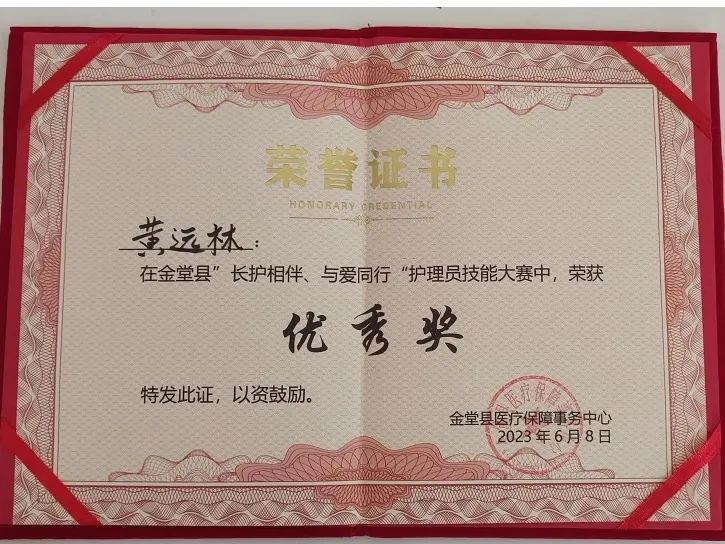 荣誉证书
HONORARY CREDENTIAL
黄远林：
在金堂县”长护相伴、与爱同行“护理员技能大赛中，荣获
优秀奖
特发此证，以资鼓励。
金堂县医疗保障事务中心
2023年6月8日